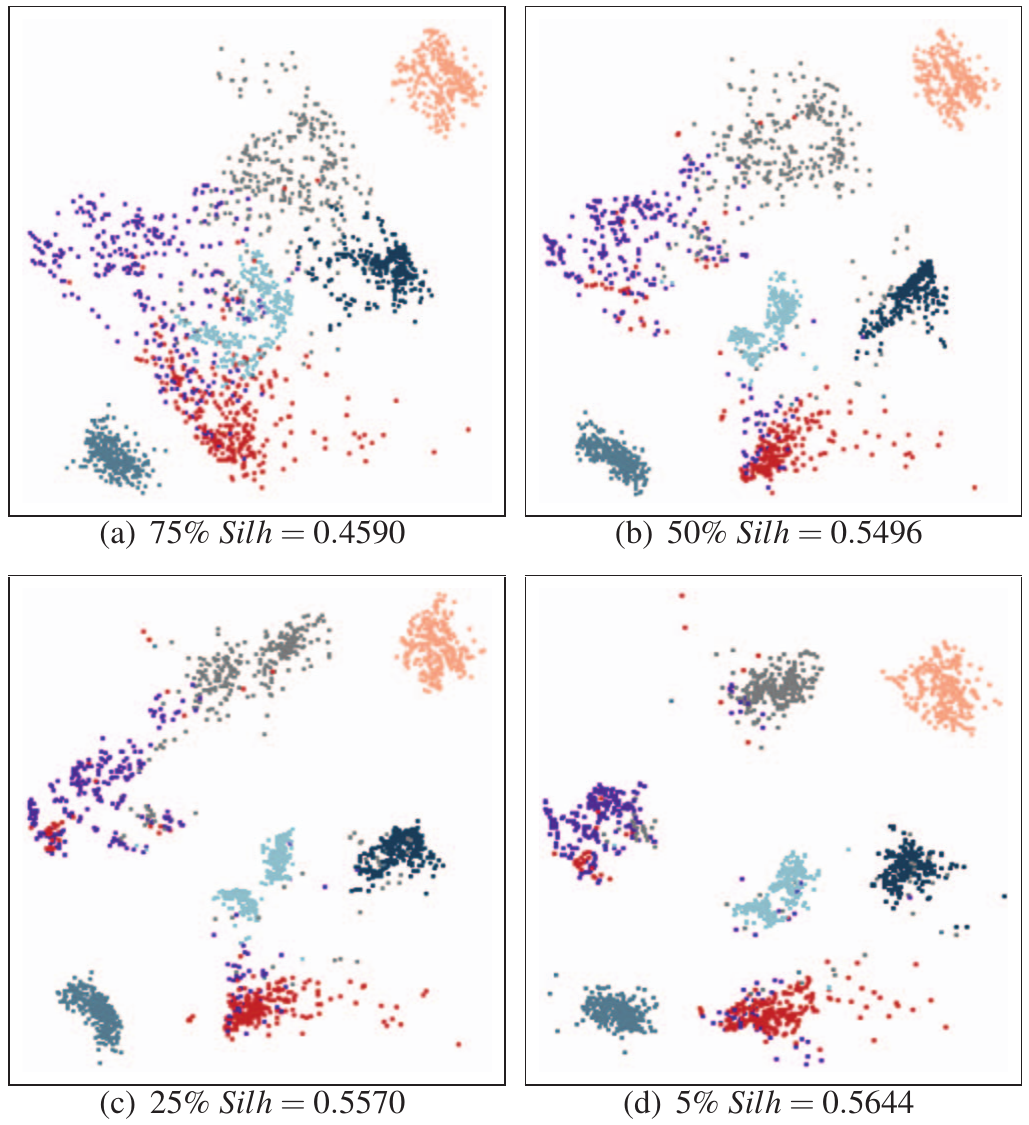 (a) 75% Silh = 0.4590
(b) 50% Silh = 0.5496
(c) 25% Silh = 0.5570
(d) 5% Silh = 0.5644